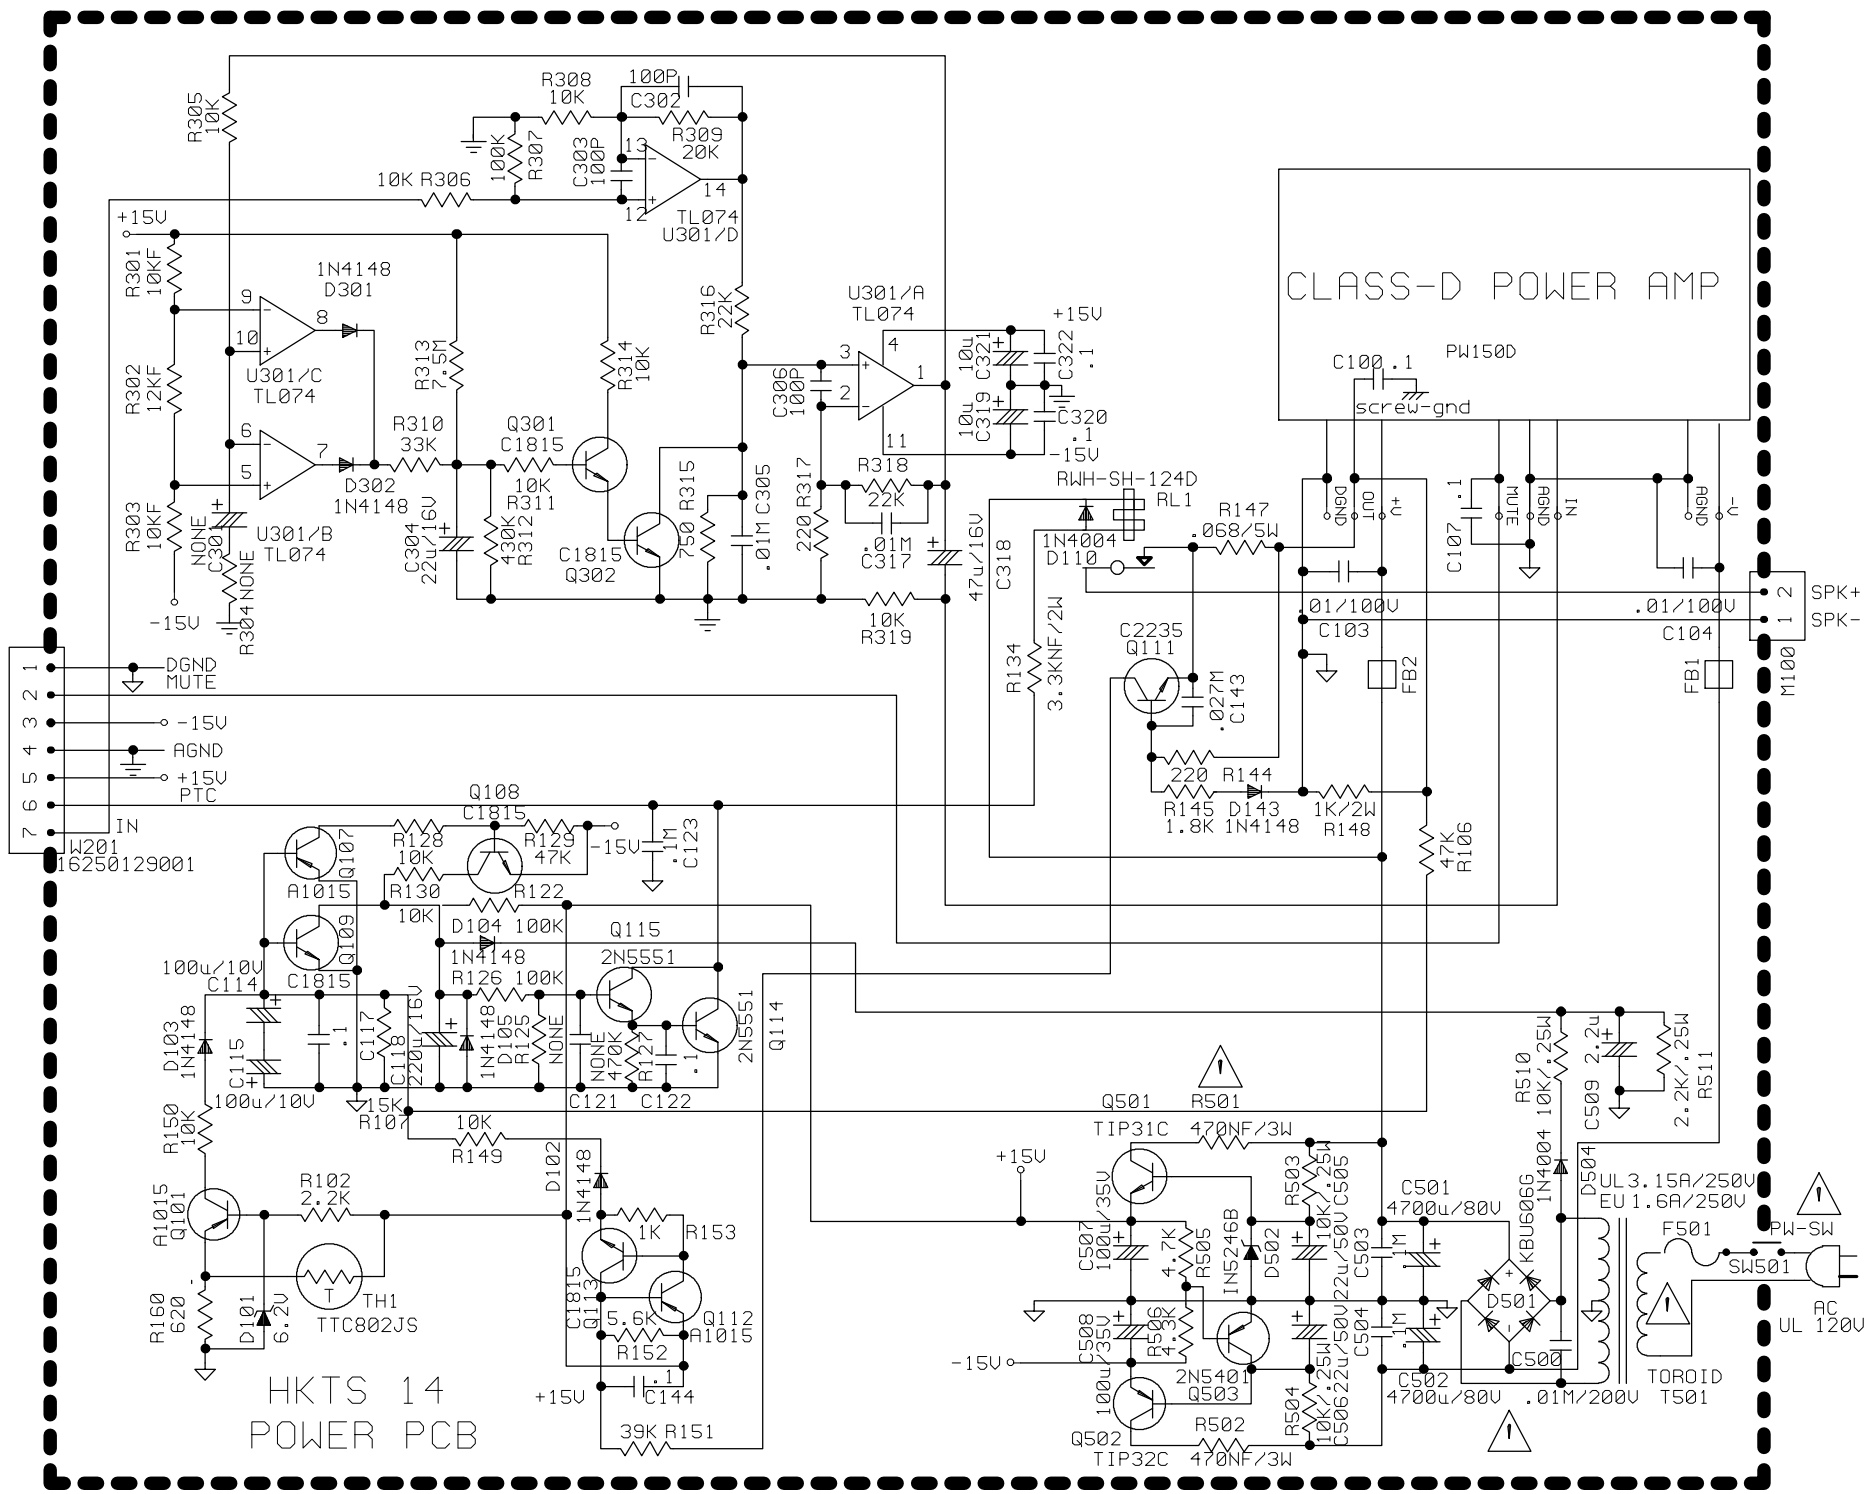 R305
10K
R308
10K
100P
C302
R309
20K
100K
R307
C303
100P
13
12
14
TL074
U301/D
10K R306
+15V
R301
10KF
R302
12KF
R303
10KF
-15V
1N4148
D301
9
10
8
U301/C
TL074
6
5
7
U301/B
TL074
D302
1N4148
NONE
C301
R304 NONE
R313
7.5M
R310
33K
R314
10K
Q301
C1815
10K
R311
C304
22u/16V
430K
R312
C1815
Q302
R316
22K
750 R315
.01M C305
C306
100P
U301/A
TL074
3
2
4
1
11
220 R317
R318
22K
.01M
C317
10K
R319
47u/16V
C318
10u
C321
C322
.1
+15V
10u
C319
C320
.1
-15V
CLASS-D POWER AMP
PW150D
C100 .1
screw-gnd
DGND
OUT
+V
C107 .1
MUTE
AGND
IN
AGND
-V
RWH-SH-124D
RL1
1N4004
D110
R147
.068/5W
R134
3.3KNF/2W
C2235
Q111
.027M
C143
220 R144
R145
1.8K
D143
1N4148
1K/2W
R148
.01/100V
C103
.01/100V
C104
FB2
FB1
47K
R106
2
1
SPK+
SPK-
M100
1
2
3
4
5
6
7
DGND
MUTE
-15V
AGND
+15V
PTC
IN
W201
16250129001
Q107
A1015
Q109
C1815
R128
10K
R130
10K
Q108
C1815
R129
47K
-15V
R122
100K
.1M
C123
D104
1N4148
R126 100K
Q115
2N5551
2N5551
Q114
100u/10V
C114
D103
1N4148
C115
100u/10V
.1
C117
C118
220u/16V
1N4148
D105
R125
NONE
NONE
C121
470K
R127
.1
C122
15K
R107
R150
10K
10K
R149
A1015
Q101
R102
2.2K
T
TH1
TTC802JS
R160
620
D101
6.2V
D102
1N4148
1K
R153
C1815
Q113
Q112
A1015
5.6K
R152
.1
C144
+15V
39K R151
HKTS 14
POWER PCB
+15V
-15V
Q501
TIP31C
R501
470NF/3W
C507
100u/35V
4.7K
R505
IN5246B
D502
R503
10K/.25W
22u/50V C505
C503
.1M
C501
4700u/80V
C508
100u/35V
R506
4.3K
2N5401
Q503
Q502
TIP32C
R502
470NF/3W
R504
10K/.25W
C506 22u/50V
C504
.1M
C502
4700u/80V
+
D501
-
KBU606G
C500
.01M/200V
R510
10K/.25W
1N4004
D504
C509
2.2u
2.2K/.25W
R511
UL3.15A/250V
EU1.6A/250V
F501
PW-SW
SW501
AC
UL 120V
TOROID
T501
!
!
!
!